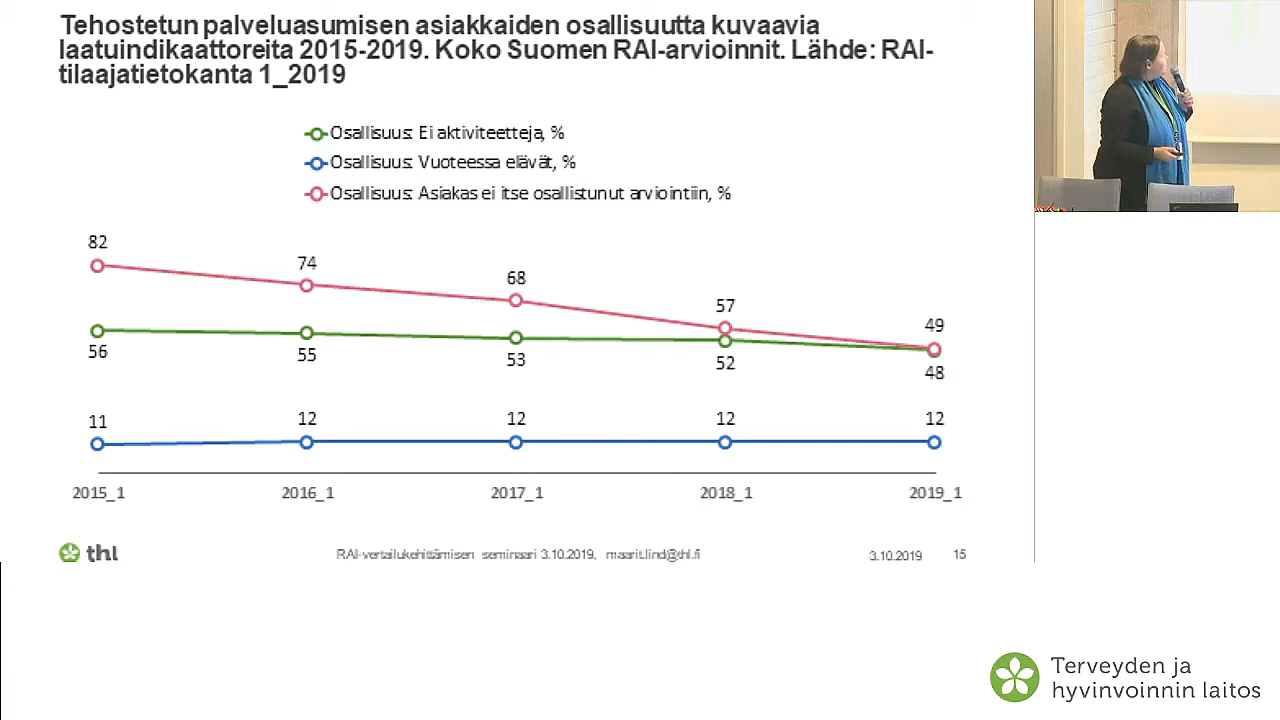 Tehostetun palveluasumisen asiakkaiden osallisuutta kuvaavia
laatuindikaattoreita 2015-2019. Koko Suomen RAI-arvioinnit. Lähde: RAI-
tilaajatietokanta 1_2019
Osallisuus: Ei aktiviteetteja, %
Osallisuus: Vuoteessa elävät, %
Osallisuus: Asiakas ei itse osallistunut arviointiin, %
82
74
68
57
49
56
55
53
52
48
11
12
12
12
12
2015_1
2016_1
2017_1
2018_1
2019_1
thl
RAI-vertailukehittämisen seminaari 3.10.2019, maarit.lind@thl.fi
3.10.2019
15
Terveyden ja
hyvinvoinnin laitos